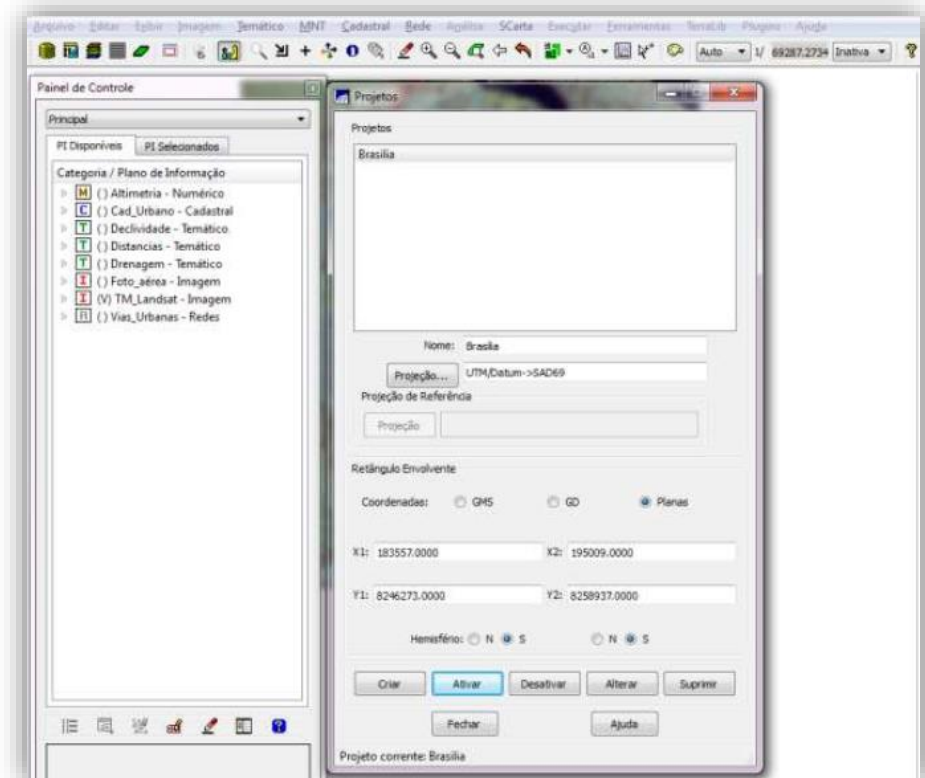 Arquivo Editar Exibir Imagem Temático MNT Cadastral Rede Análise SCarta Executar Ferramentas TerraLib Plugins Ajuda
Auto 1/ 69287.2734 Inativa
Painel de Controle
Principal
PI Disponíveis PI Selecionados
Categoria / Plano de Informação
M () Altimetria - Numérico
C () Cad_Urbano - Cadastral
T () Declividade - Temático
T () Distancias - Temático
T () Drenagem - Temático
I () Foto_aérea - Imagem
I (V) TM_Landsat - Imagem
R () Vias_Urbanas - Redes
Projetos
Projetos
Brasilia
Nome: Brasilia
Projeção... UTM/Datum->SAD69
Projeção de Referência
Projeção
Retângulo Envolvente
Coordenadas: GMS GD Planas
X1: 183557.0000 X2: 195009.0000
Y1: 8246273.0000 Y2: 8258937.0000
Hemisfério: N S N S
Criar Ativar Desativar Alterar Suprimir
Fechar Ajuda
Projeto corrente: Brasilia